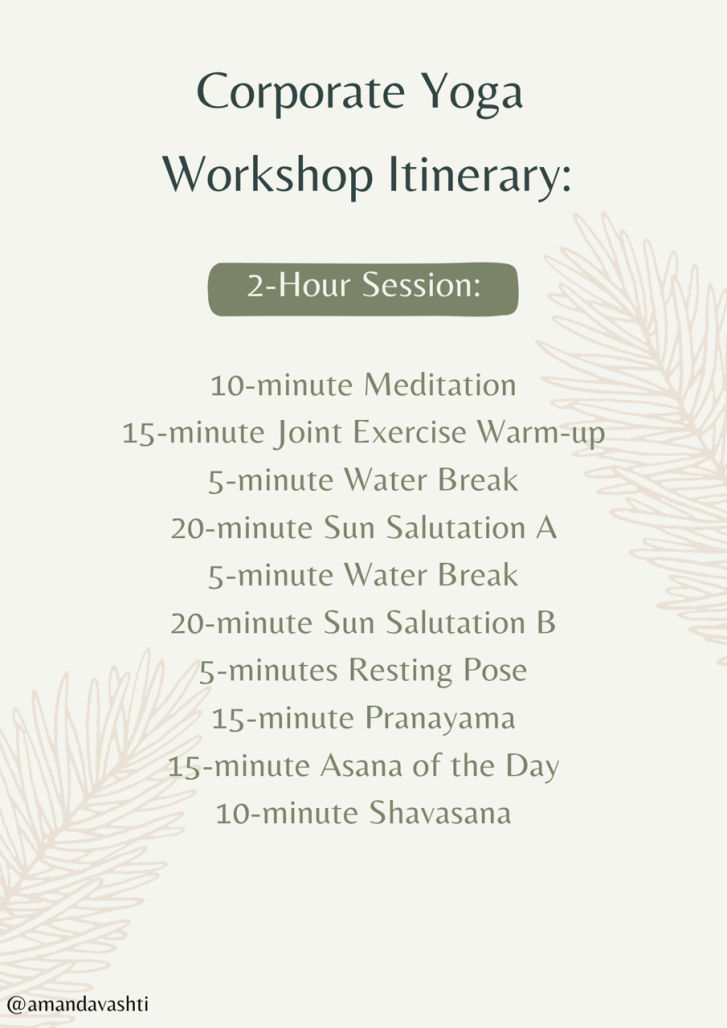 Corporate Yoga
Workshop Itinerary:
2-Hour Session:
10-minute Meditation
15-minute Joint Exercise Warm-up
5-minute Water Break
20-minute Sun Salutation A
5-minute Water Break
20-minute Sun Salutation B
5-minutes Resting Pose
15-minute Pranayama
15-minute Asana of the Day
10-minute Shavasana
@amandavashti